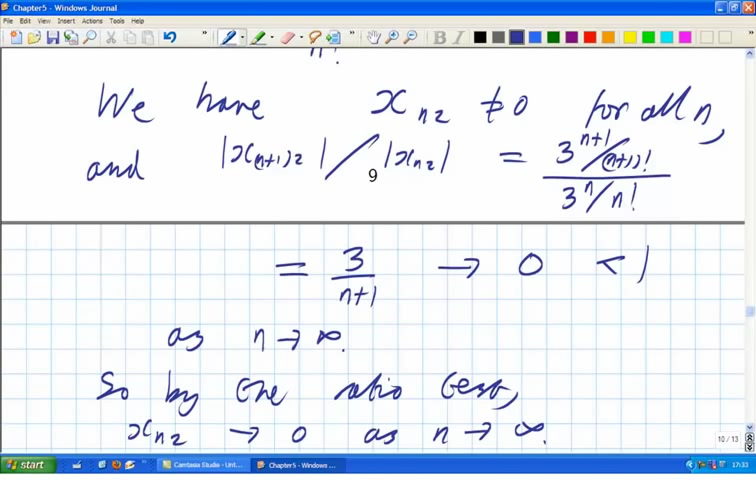 Chapter5 - Windows Journal
File Edit View Insert Actions Tools Help
n!
We have x_{n2} ≠ 0 for all n,
and |x_{(n+1)2}| / |x_{n2}| = \frac{3^{n+1}/(n+1)!}{3^n/n!}
9
= \frac{3}{n+1} → 0 < 1
as n → ∞.
So by the ratio test,
x_{n2} → 0 as n → ∞.
10 / 13
start Camtasia Studio - Unt... Chapter5 - Windows... 17:33